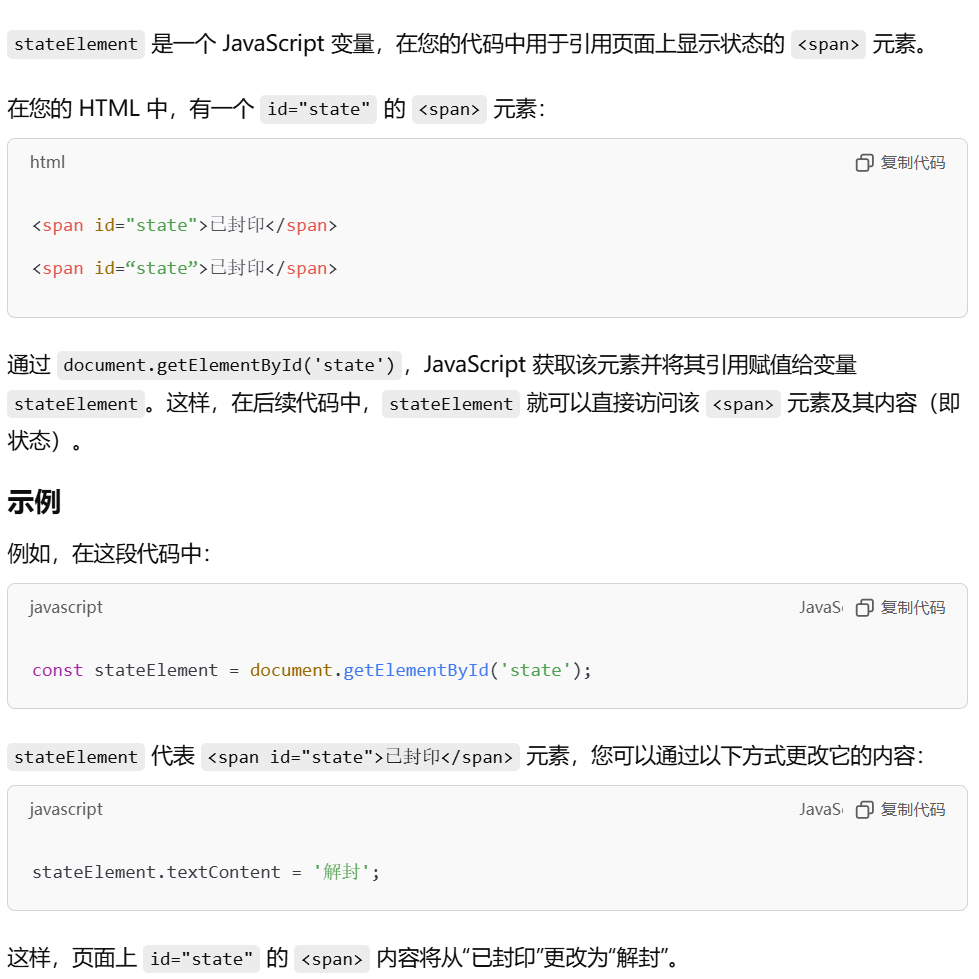 stateElement 是一个 JavaScript 变量，在您的代码中用于引用页面上显示状态的 <span> 元素。
在您的 HTML 中，有一个 id="state" 的 <span> 元素：
html 复制代码
<span id="state">已封印</span>
<span id=“state”>已封印</span>
通过 document.getElementById('state')，JavaScript 获取该元素并将其引用赋值给变量
stateElement。这样，在后续代码中，stateElement 就可以直接访问该 <span> 元素及其内容（即
状态）。
示例
例如，在这段代码中：
javascript JavaS 复制代码
const stateElement = document.getElementById('state');
stateElement 代表 <span id="state">已封印</span> 元素，您可以通过以下方式更改它的内容：
javascript JavaS 复制代码
stateElement.textContent = '解封';
这样，页面上 id="state" 的 <span> 内容将从“已封印”更改为“解封”。